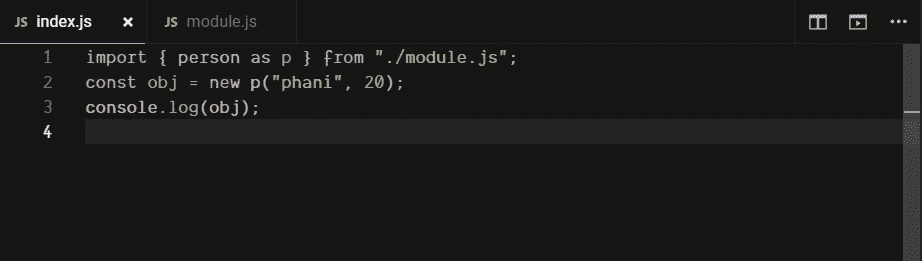 JS index.js × JS module.js ...
1 import { person as p } from "./module.js";
2 const obj = new p("phani", 20);
3 console.log(obj);
4